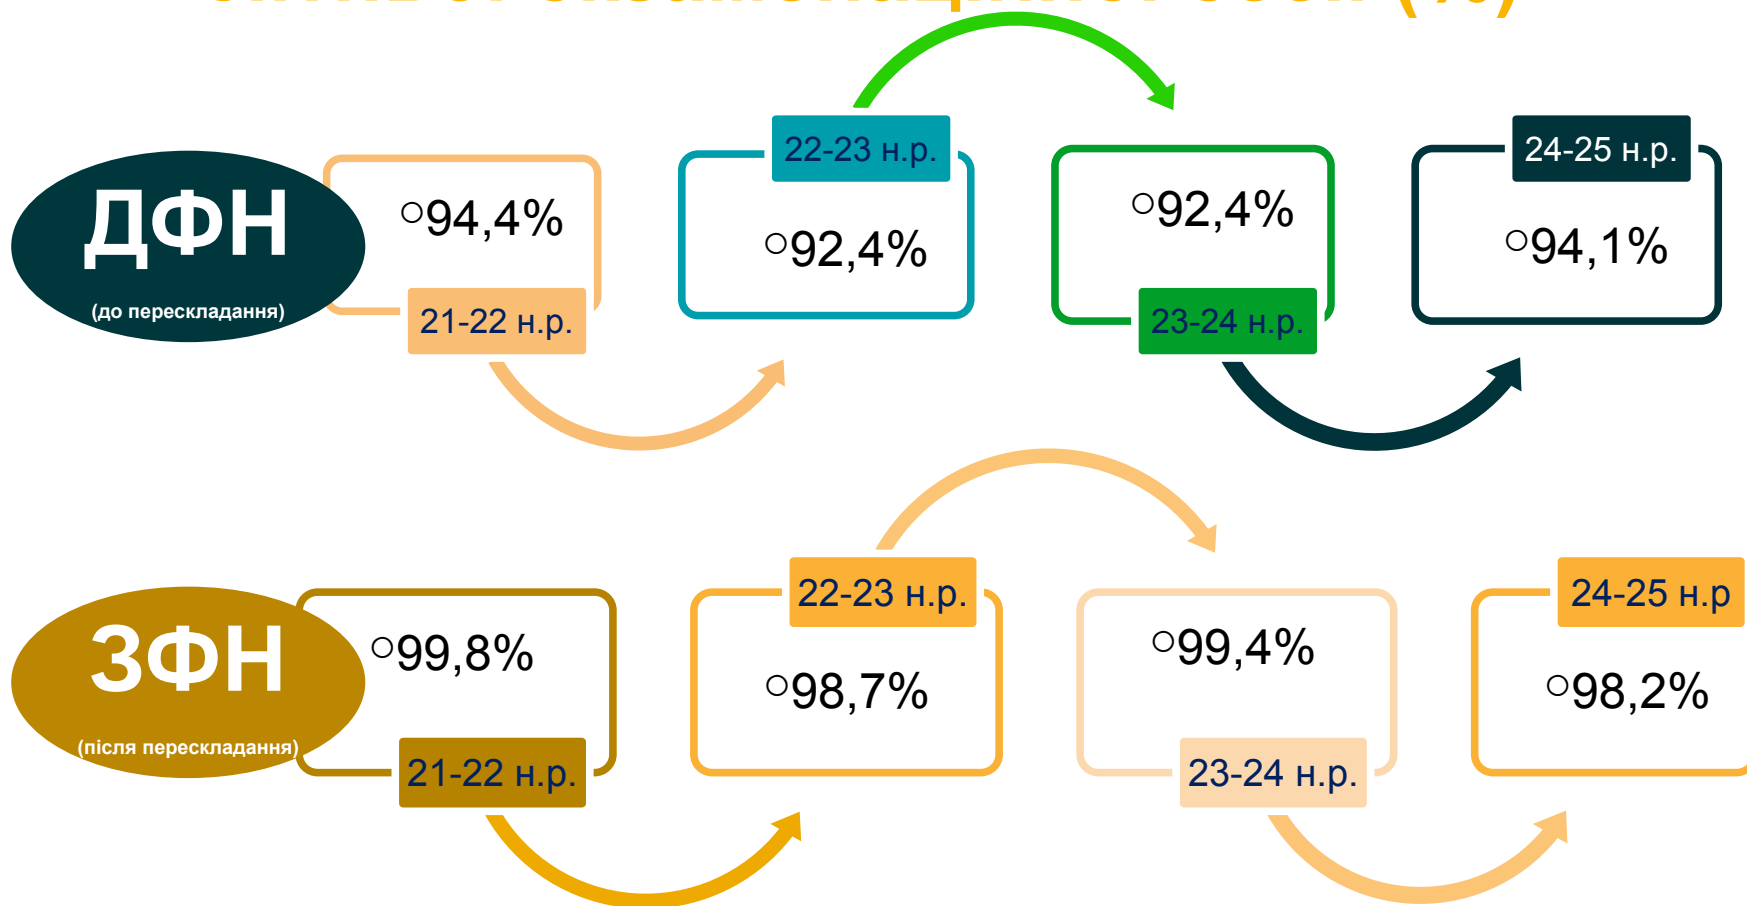 (%)
ДФН
(до перескладання)
○94,4%
21-22 н.р.
22-23 н.р.
○92,4%
○92,4%
23-24 н.р.
24-25 н.р.
○94,1%
ЗФН
(після перескладання)
○99,8%
21-22 н.р.
22-23 н.р.
○98,7%
○99,4%
23-24 н.р.
24-25 н.р
○98,2%